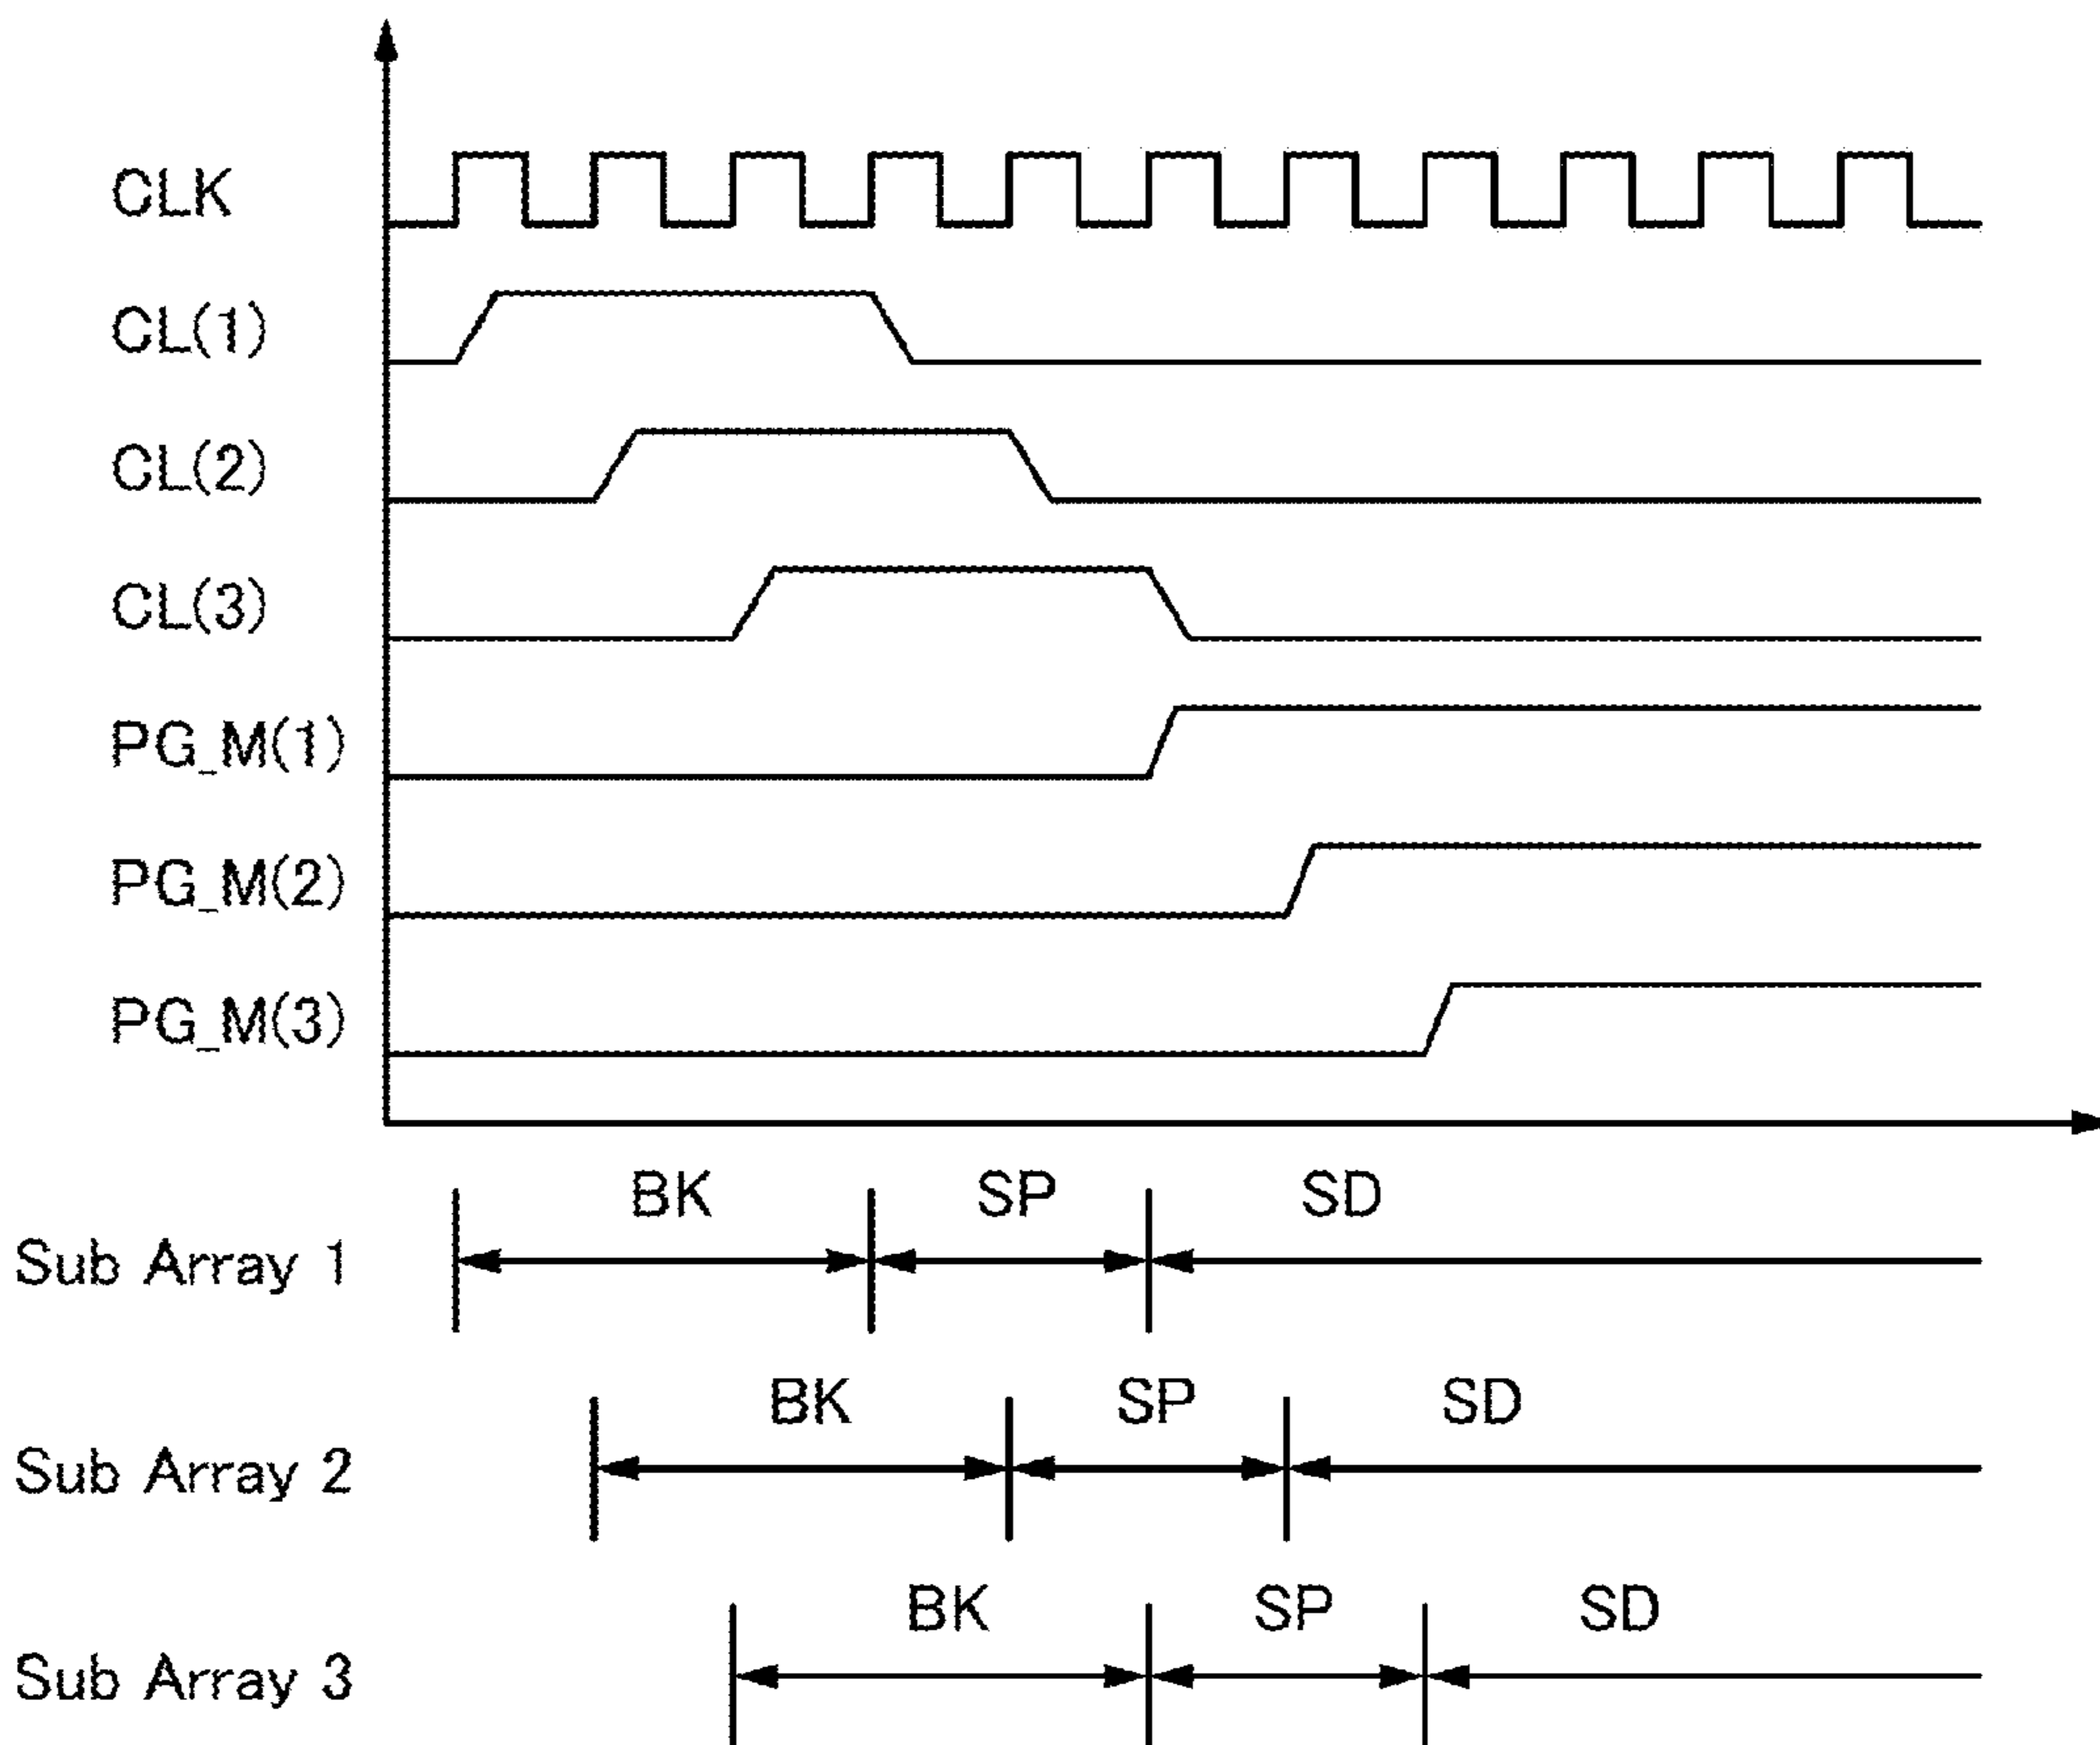 CLK
CL(1)
CL(2)
CL(3)
PG_M(1)
PG_M(2)
PG_M(3)
BK SP SD
Sub Array 1
BK SP SD
Sub Array 2
BK SP SD
Sub Array 3